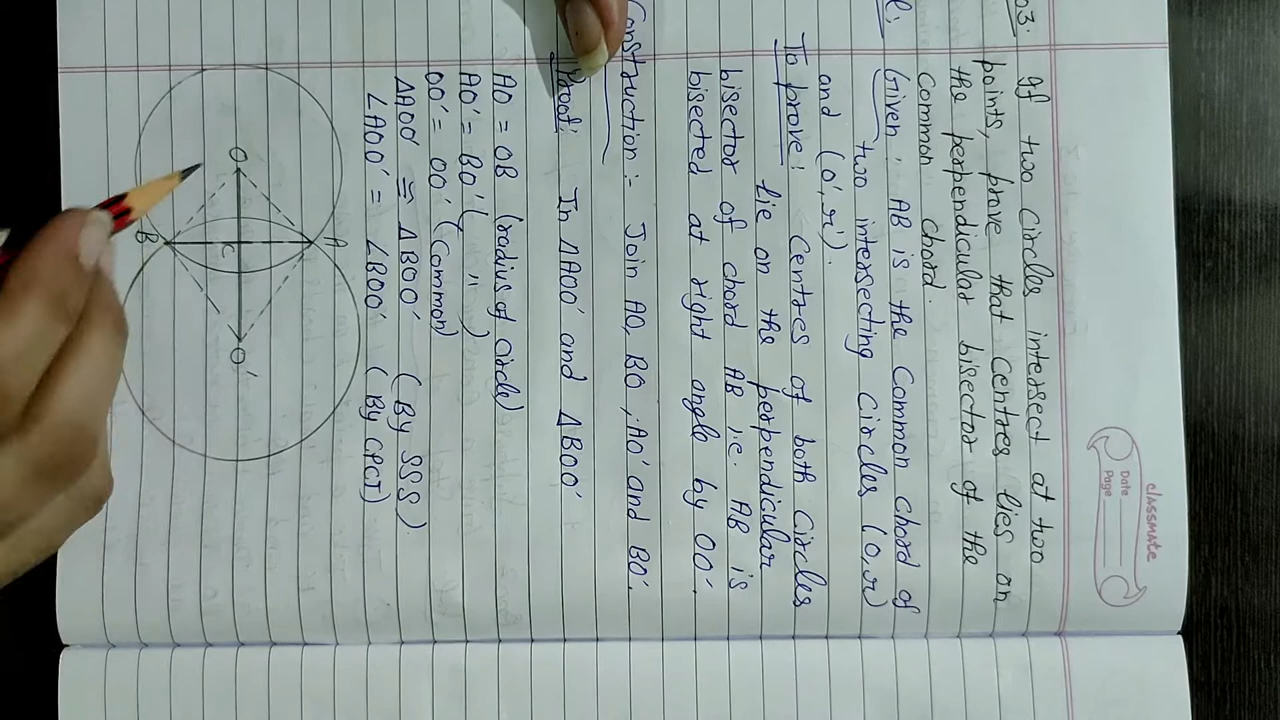 classmate
Date
Page
03. If two circles intersect at two
points, prove that centres lies on
the perpendicular bisector of the
common chord.
Given: AB is the common chord of
two intersecting circles (O, r)
and (O', r').
To prove: Centres of both circles
lie on the perpendicular
bisector of chord AB i.e. AB is
bisected at right angle by OO'.
Construction:- Join AO, BO, AO' and BO'.
Proof: In ΔAOO' and ΔBOO'
AO = OB (radius of circle)
AO' = BO' ( " )
OO' = OO' (Common)
ΔAOO' ≅ ΔBOO' (By SSS)
∠AOO' = ∠BOO' (By CPCT)
A
O
C
O'
B